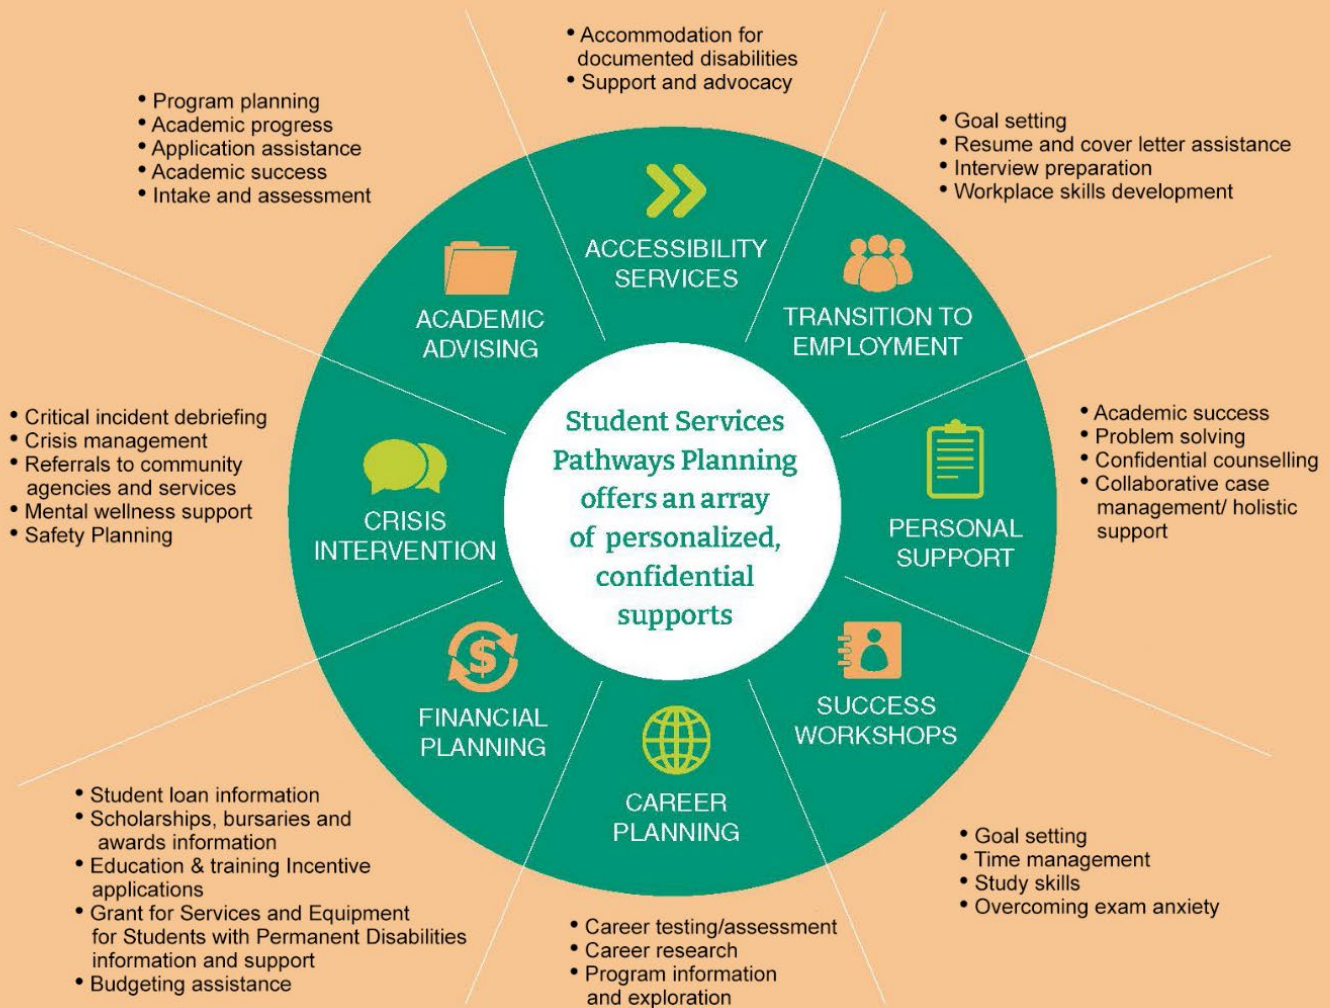 • Accommodation for
documented disabilities
• Support and advocacy
• Program planning
• Academic progress
• Application assistance
• Academic success
• Intake and assessment
• Goal setting
• Resume and cover letter assistance
• Interview preparation
• Workplace skills development
ACCESSIBILITY
SERVICES
ACADEMIC
ADVISING
TRANSITION TO
EMPLOYMENT
• Critical incident debriefing
• Crisis management
• Referrals to community
agencies and services
• Mental wellness support
• Safety Planning
CRISIS
INTERVENTION
Student Services
Pathways Planning
offers an array
of personalized,
confidential
supports
PERSONAL
SUPPORT
• Academic success
• Problem solving
• Confidential counselling
• Collaborative case
management/ holistic
support
FINANCIAL
PLANNING
$
CAREER
PLANNING
SUCCESS
WORKSHOPS
• Student loan information
• Scholarships, bursaries and
awards information
• Education & training Incentive
applications
• Grant for Services and Equipment
for Students with Permanent Disabilities
information and support
• Budgeting assistance
• Career testing/assessment
• Career research
• Program information
and exploration
• Goal setting
• Time management
• Study skills
• Overcoming exam anxiety